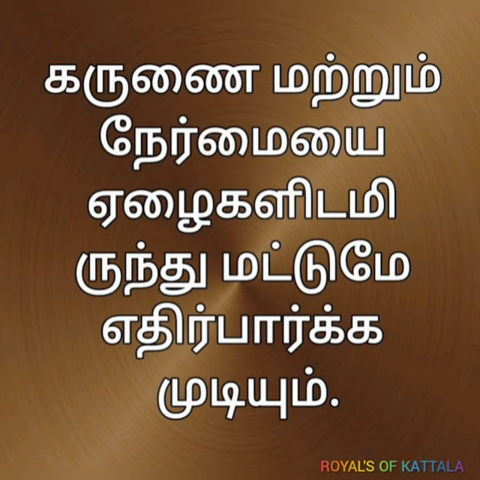 கருணை மற்றும்
நேர்மையை
ஏழைகளிடமி
ருந்து மட்டுமே
எதிர்பார்க்க
முடியும்.
ROYAL'S OF KATTALA